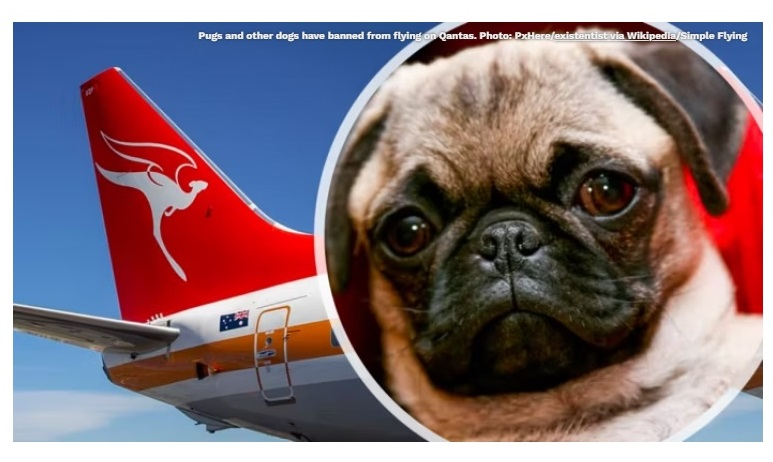 Pugs and other dogs have banned from flying on Qantas. Photo: PxHere/existentist via Wikipedia/Simple Flying